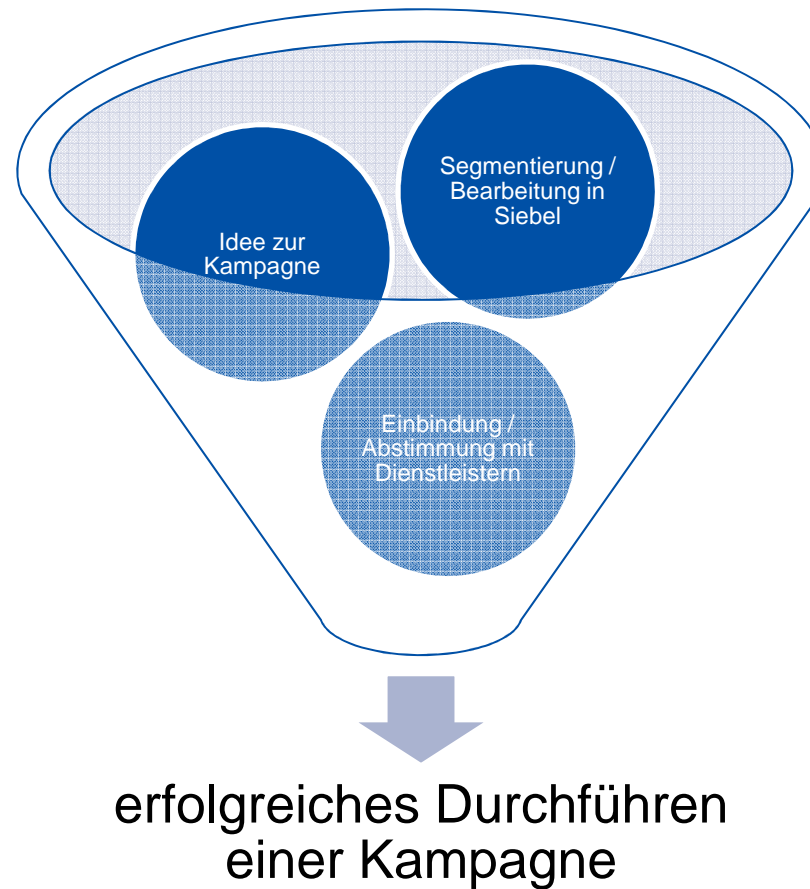 Segmentierung /
Bearbeitung in
Siebel
Idee zur
Kampagne
Einbindung /
Abstimmung mit
Dienstleistern
erfolgreiches Durchführen
einer Kampagne